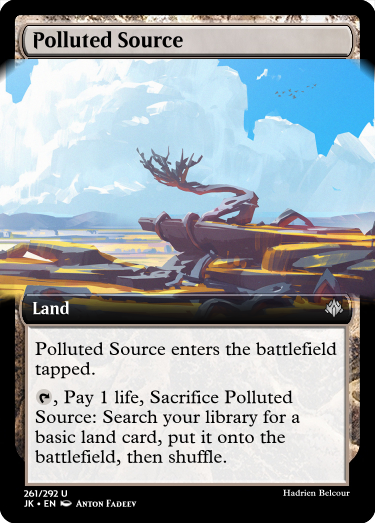 Polluted Source
Land
Polluted Source enters the battlefield
tapped.
, Pay 1 life, Sacrifice Polluted
Source: Search your library for a
basic land card, put it onto the
battlefield, then shuffle.
261/292 U
JK • EN Anton Fadeev
Hadrien Belcour